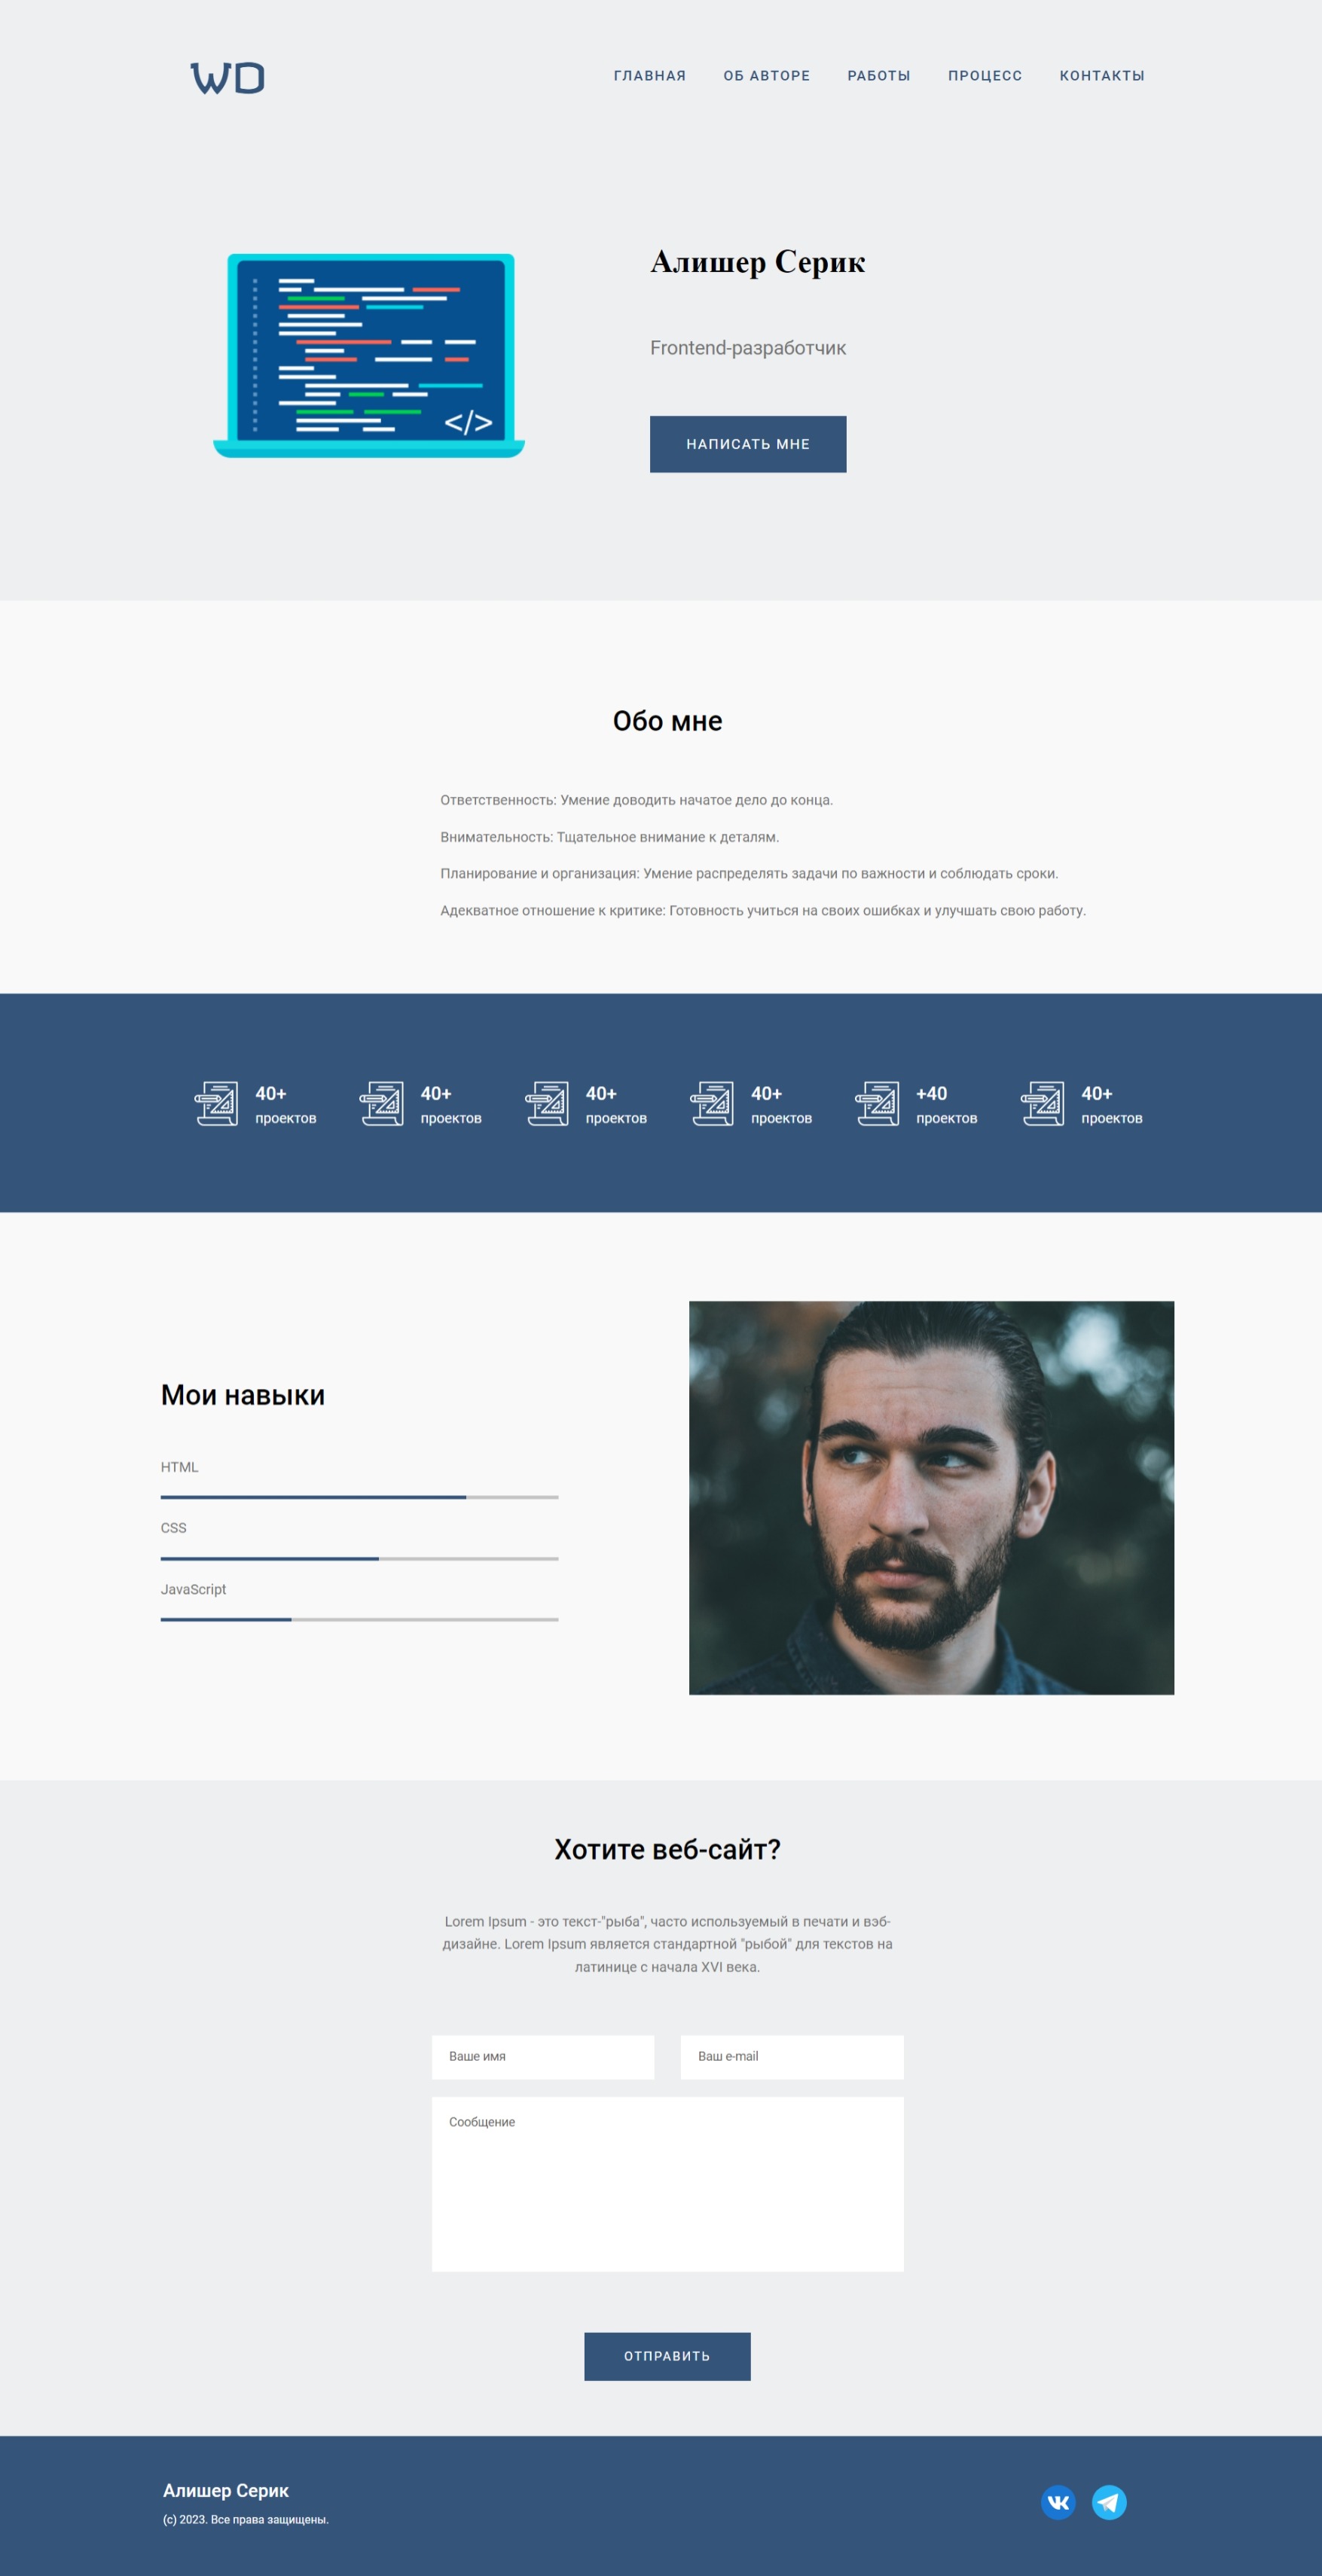 WD
ГЛАВНАЯ ОБ АВТОРЕ РАБОТЫ ПРОЦЕСС КОНТАКТЫ
Алишер Серик
Frontend-разработчик
</>
НАПИСАТЬ МНЕ
Обо мне
Ответственность: Умение доводить начатое дело до конца.
Внимательность: Тщательное внимание к деталям.
Планирование и организация: Умение распределять задачи по важности и соблюдать сроки.
Адекватное отношение к критике: Готовность учиться на своих ошибках и улучшать свою работу.
40+ 40+ 40+ 40+ +40 40+
проектов проектов проектов проектов проектов проектов
Мои навыки
HTML
CSS
JavaScript
Хотите веб-сайт?
Lorem Ipsum - это текст-"рыба", часто используемый в печати и вэб-
дизайне. Lorem Ipsum является стандартной "рыбой" для текстов на
латинице с начала XVI века.
Ваше имя Ваш e-mail
Сообщение
ОТПРАВИТЬ
Алишер Серик
(c) 2023. Все права защищены.